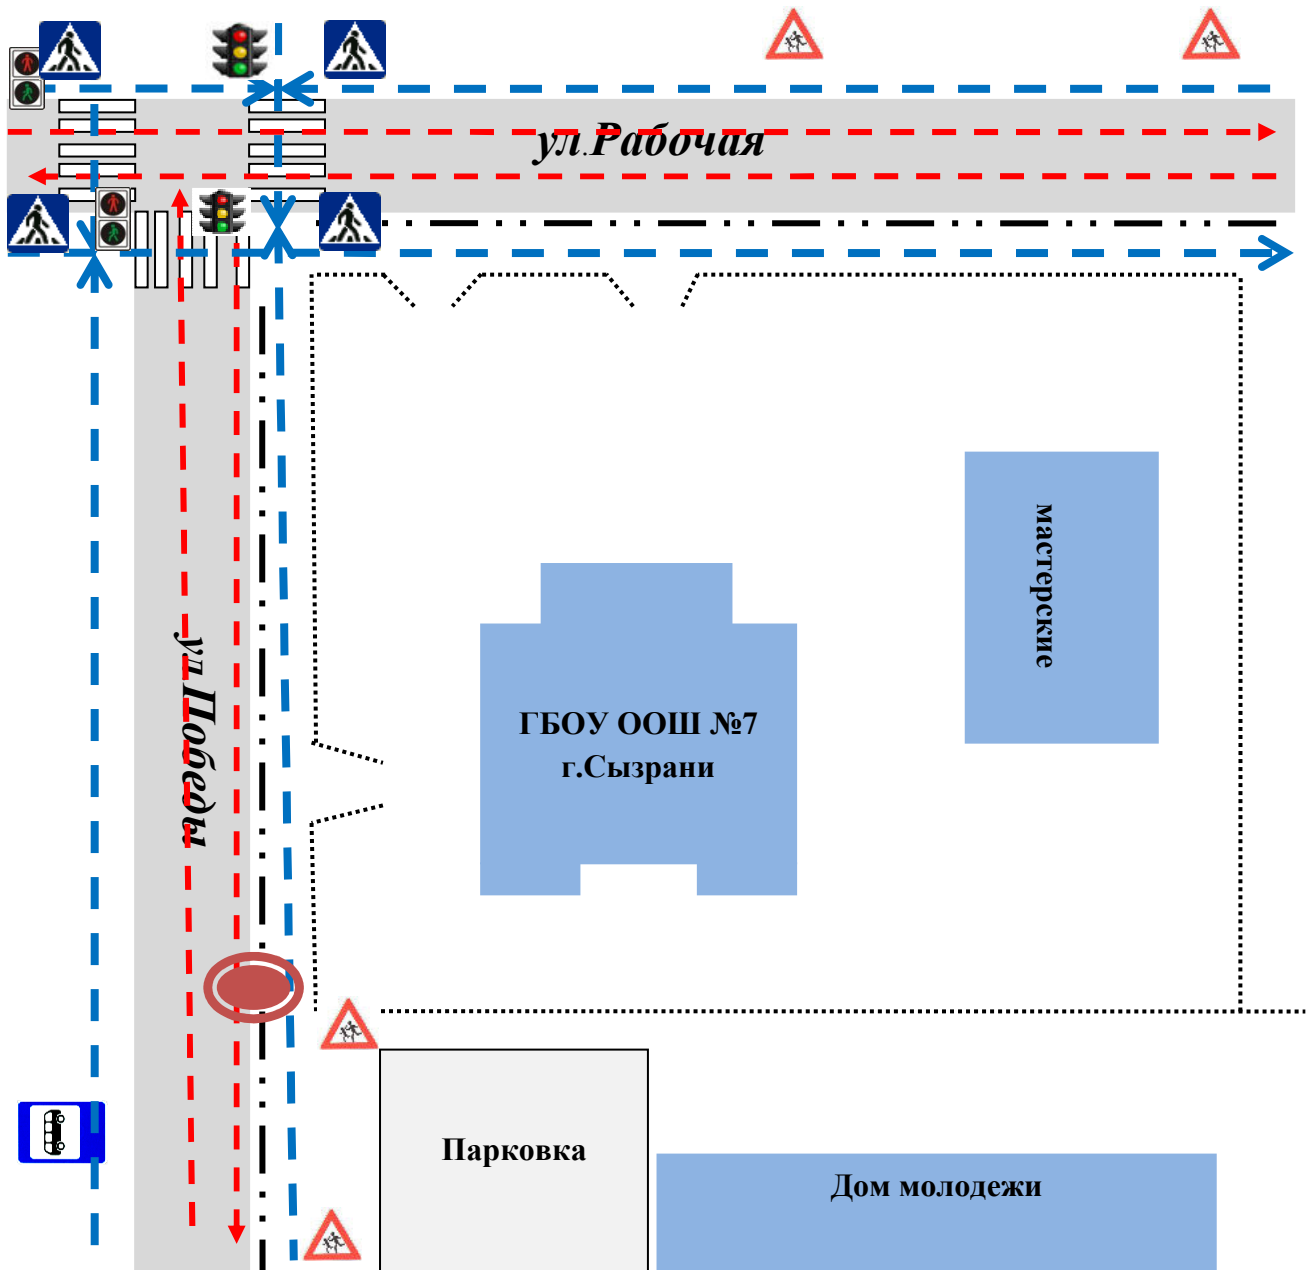 ул.Рабочая
мастерские
ул.Победы
ГБОУ ООШ №7
г.Сызрани
Парковка
Дом молодежи